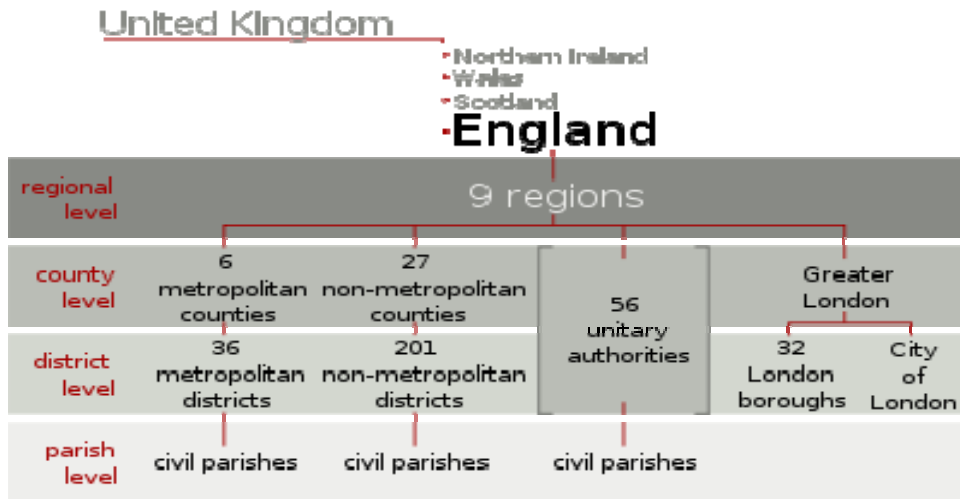 United Kingdom
Northern Ireland
Wales
Scotland
England
regional level
9 regions
county level
6 metropolitan counties
27 non-metropolitan counties
56 unitary authorities
Greater London
district level
36 metropolitan districts
201 non-metropolitan districts
32 London boroughs
City of London
parish level
civil parishes
civil parishes
civil parishes